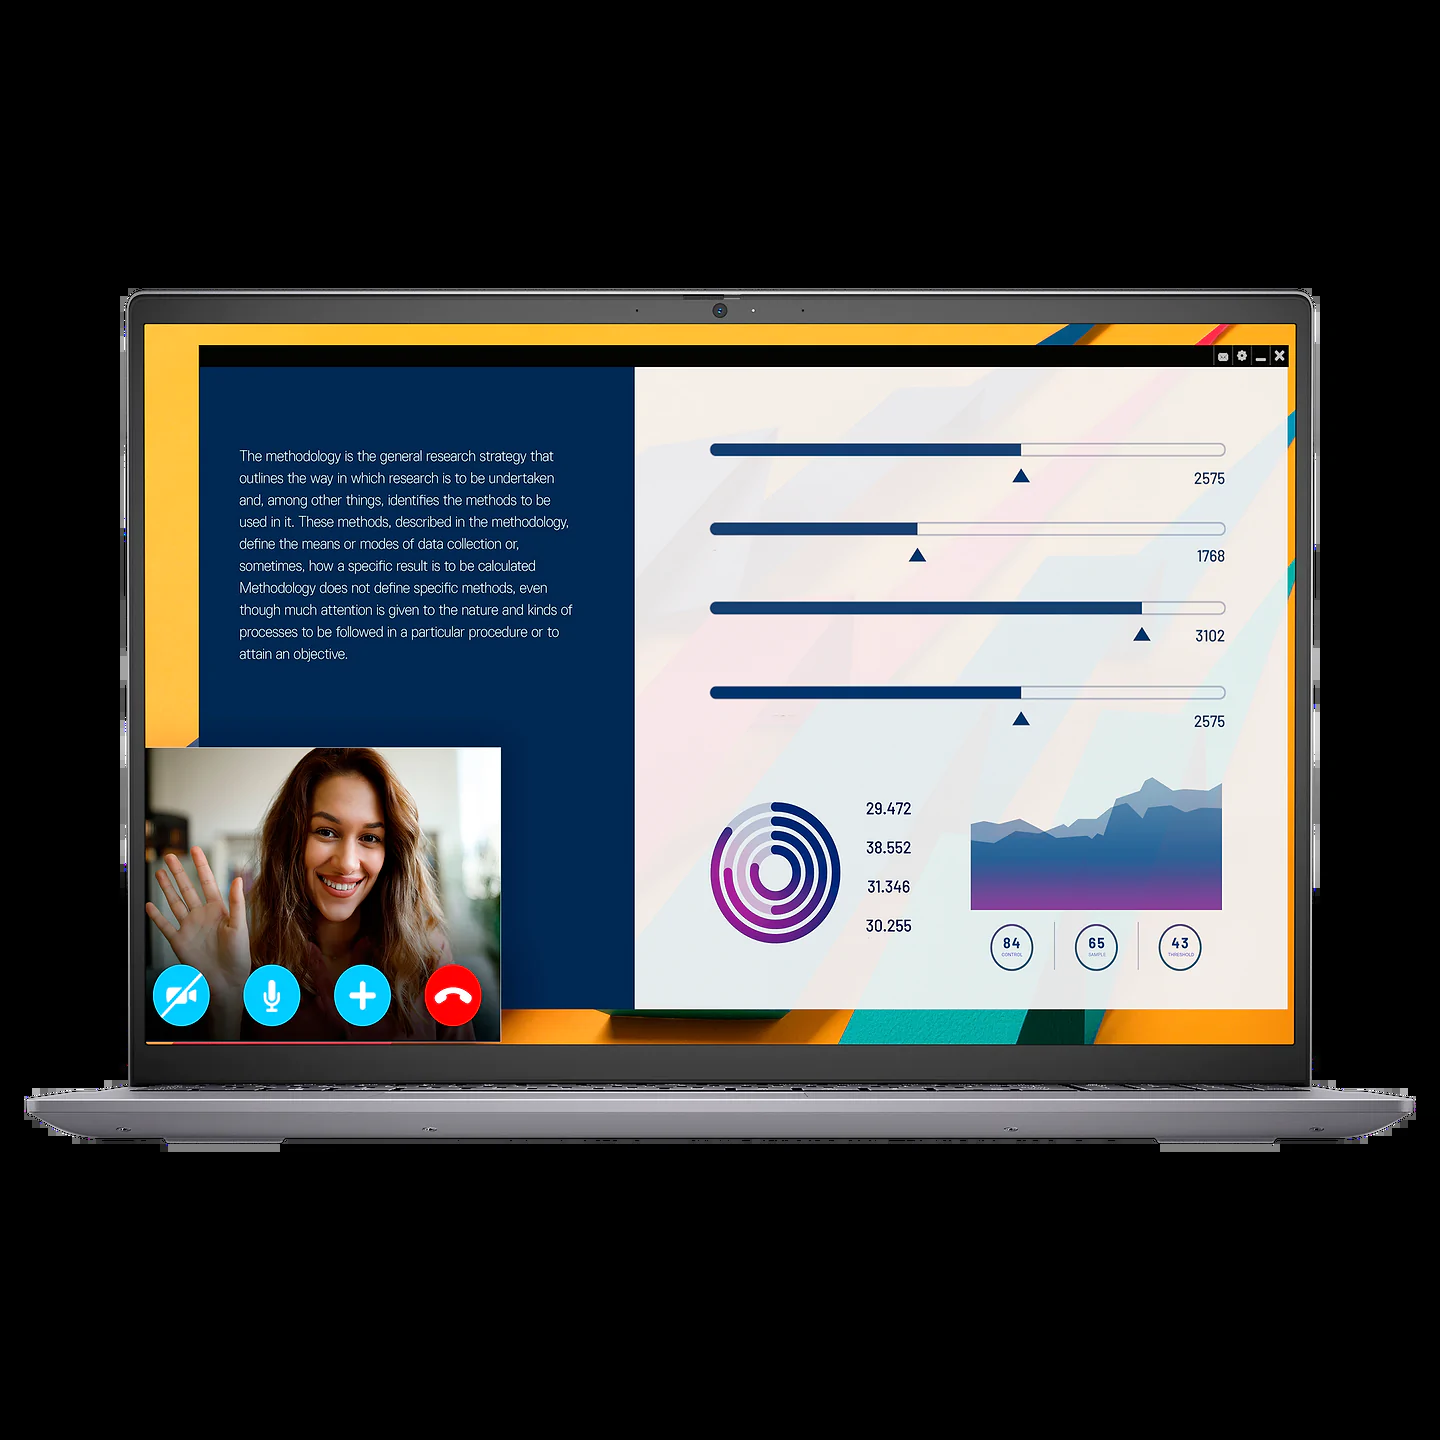 The methodology is the general research strategy that
outlines the way in which research is to be undertaken
and, among other things, identifies the methods to be
used in it. These methods, described in the methodology,
define the means or modes of data collection or,
sometimes, how a specific result is to be calculated
Methodology does not define specific methods, even
though much attention is given to the nature and kinds of
processes to be followed in a particular procedure or to
attain an objective.
2575
1768
3102
2575
29.472
38.552
31.346
30.255
84
CONTROL
65
SAMPLE
43
THRESHOLD